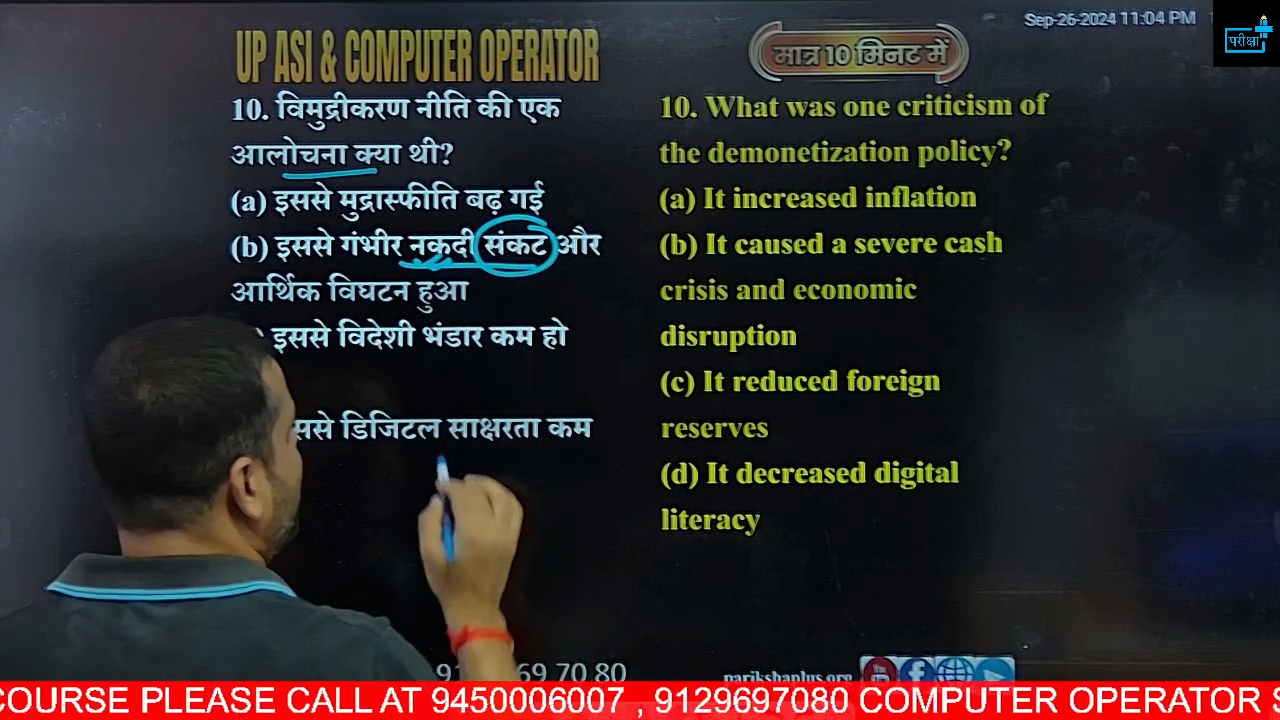 Sep-26-2024 11:04 PM
परीक्षा
UP ASI & COMPUTER OPERATOR
मात्र 10 मिनट में
10. विमुद्रीकरण नीति की एक
आलोचना क्या थी?
(a) इससे मुद्रास्फीति बढ़ गई
(b) इससे गंभीर नकदी संकट और
आर्थिक विघटन हुआ
इससे विदेशी भंडार कम हो
डिजिटल साक्षरता कम
10. What was one criticism of
the demonetization policy?
(a) It increased inflation
(b) It caused a severe cash
crisis and economic
disruption
(c) It reduced foreign
reserves
(d) It decreased digital
literacy
69 70 80
parikshaplus.org
COURSE PLEASE CALL AT 9450006007 , 9129697080 COMPUTER OPERATOR